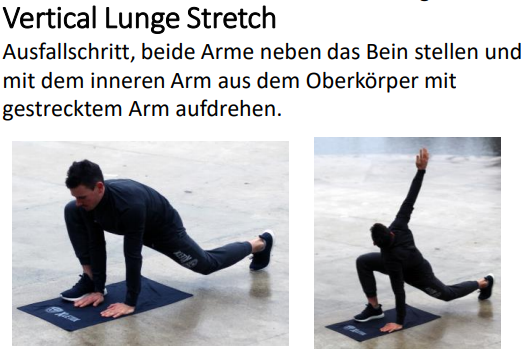 Vertical Lunge Stretch
Ausfallschritt, beide Arme neben das Bein stellen und
mit dem inneren Arm aus dem Oberkörper mit
gestrecktem Arm aufdrehen.